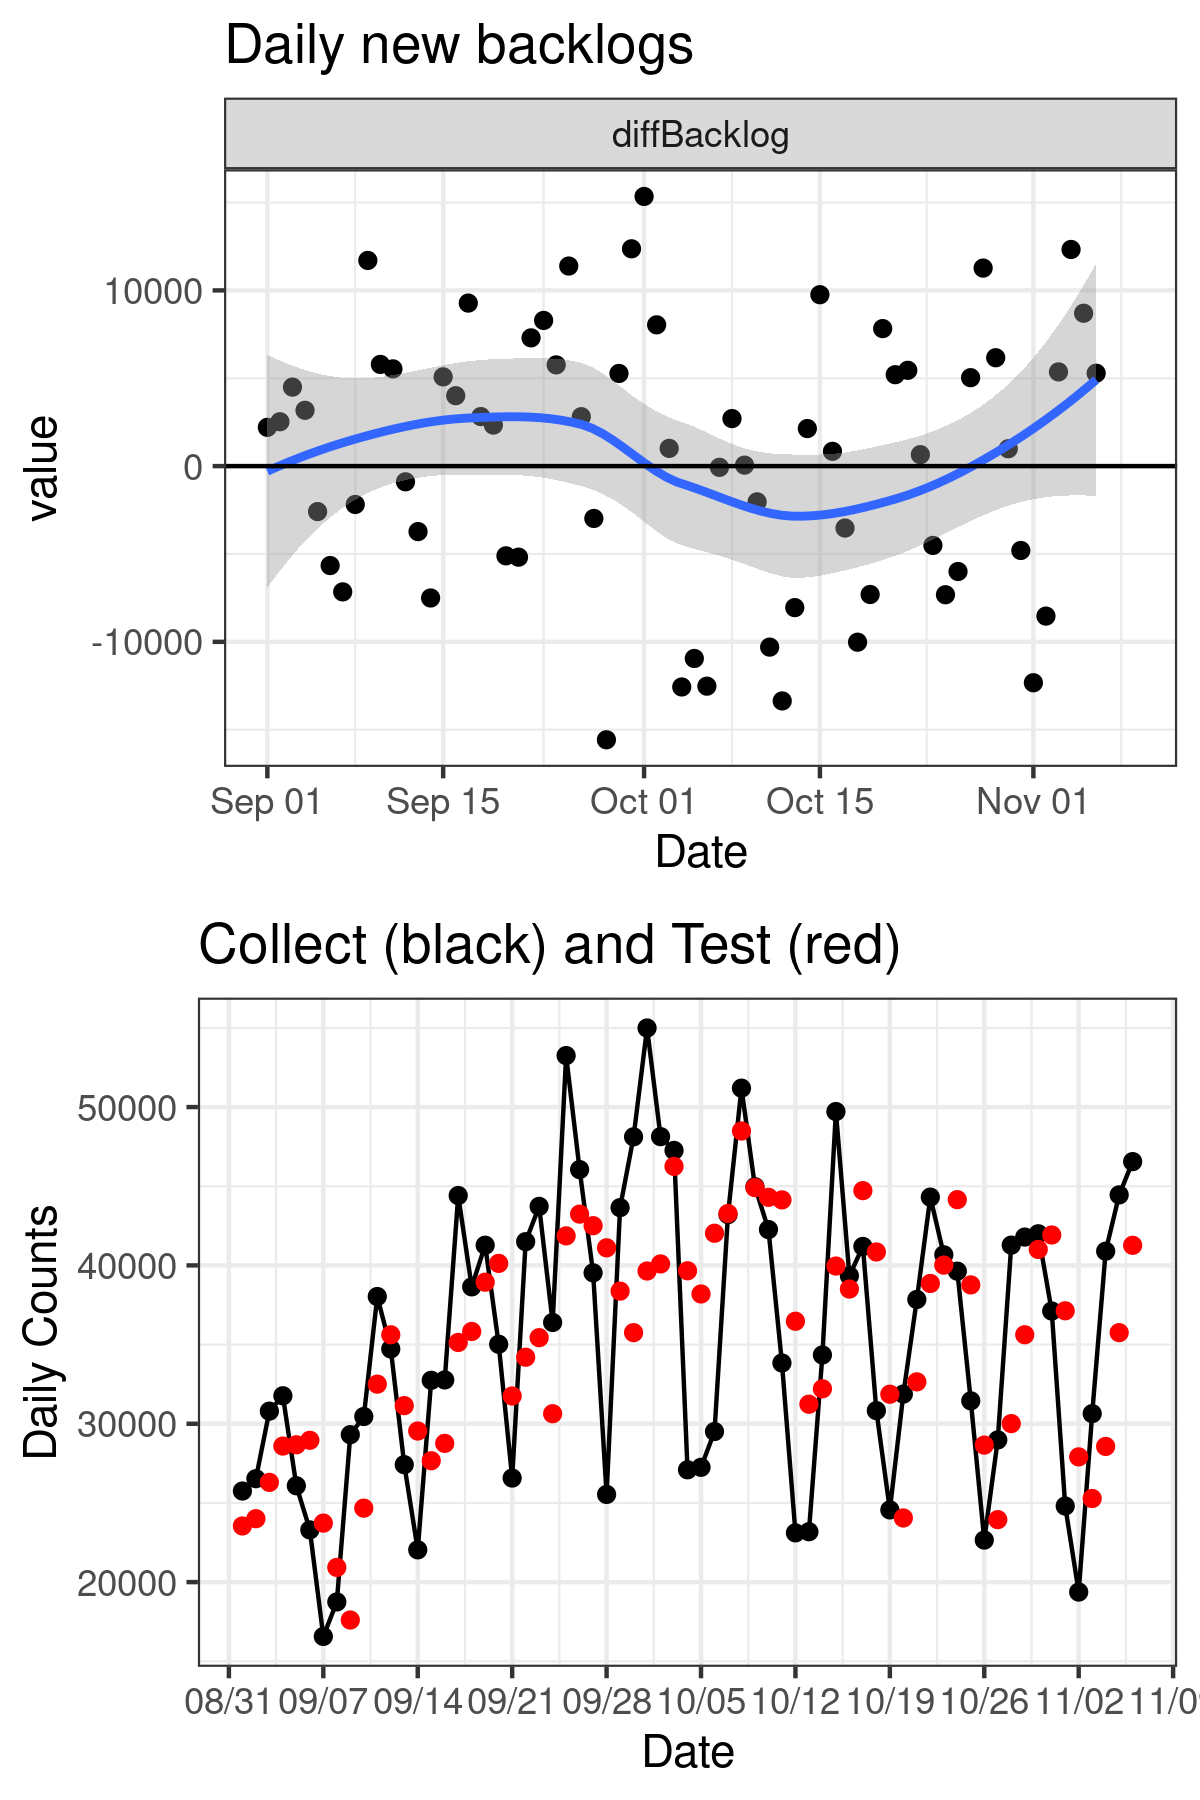 Daily new backlogs
diffBacklog
value
10000
0
-10000
Sep 01 Sep 15 Oct 01 Oct 15 Nov 01
Date
Collect (black) and Test (red)
Daily Counts
50000
40000
30000
20000
08/31 09/07 09/14 09/21 09/28 10/05 10/12 10/19 10/26 11/02 11/0
Date